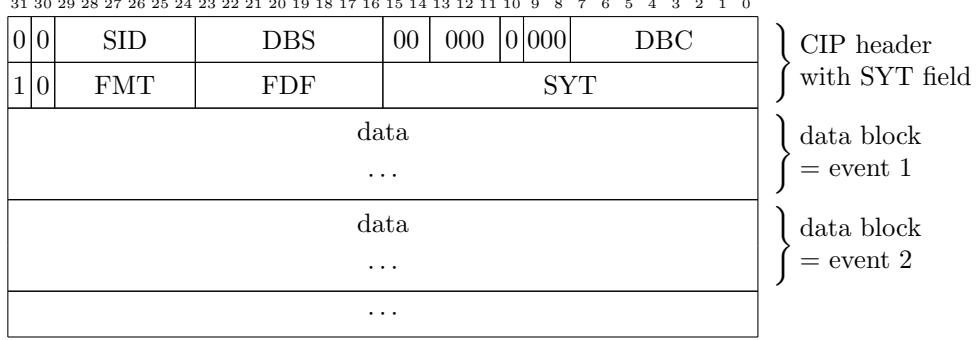 31 30 29 28 27 26 25 24 23 22 21 20 19 18 17 16 15 14 13 12 11 10 9 8 7 6 5 4 3 2 1 0
0 0 SID DBS 00 000 0 000 DBC
CIP header
with SYT field
1 0 FMT FDF SYT
data
...
data block
= event 1
data
...
data block
= event 2
...